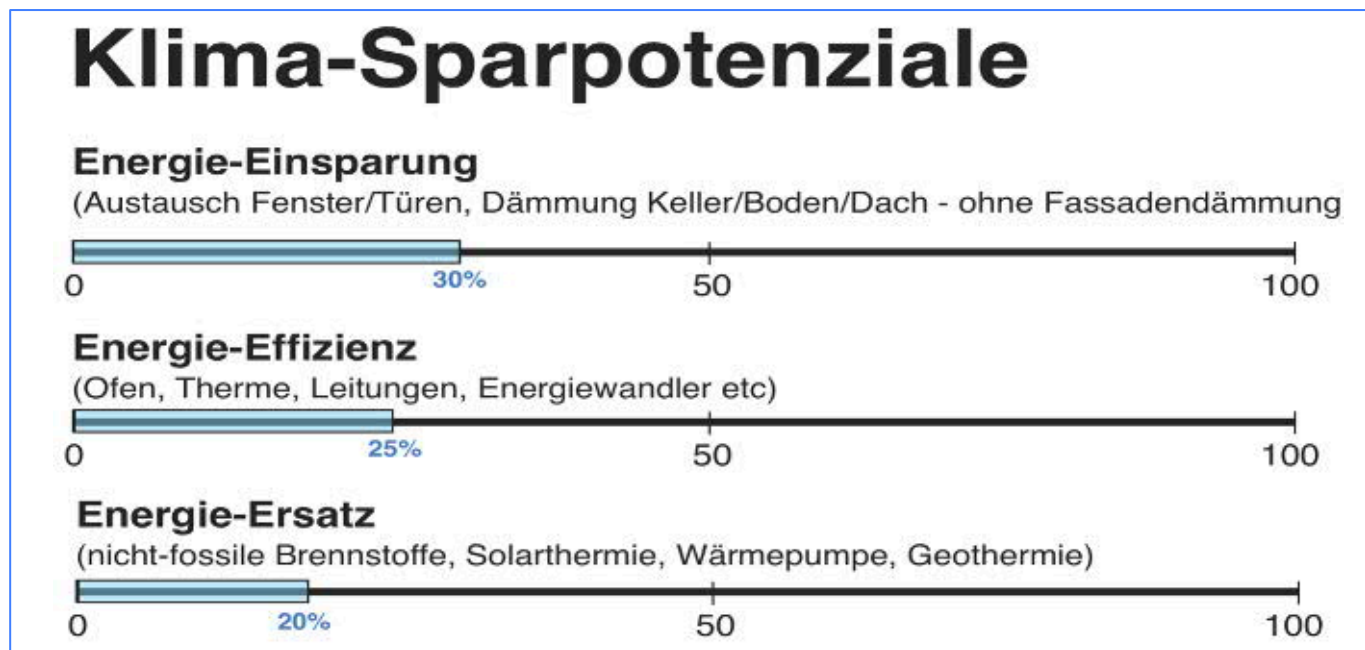 Klima-Sparpotenziale
Energie-Einsparung
(Austausch Fenster/Türen, Dämmung Keller/Boden/Dach - ohne Fassadendämmung
0 30% 50 100
Energie-Effizienz
(Ofen, Therme, Leitungen, Energiewandler etc)
0 25% 50 100
Energie-Ersatz
(nicht-fossile Brennstoffe, Solarthermie, Wärmepumpe, Geothermie)
0 20% 50 100